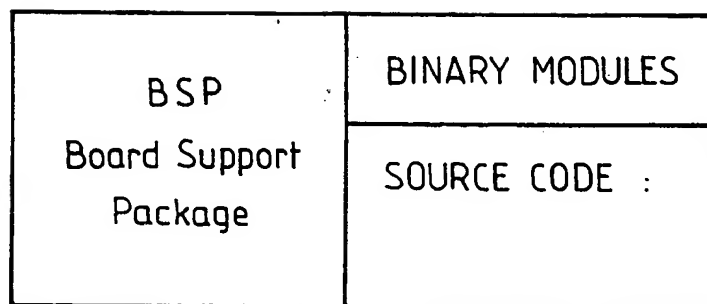 BSP
Board Support
Package
BINARY MODULES
SOURCE CODE :